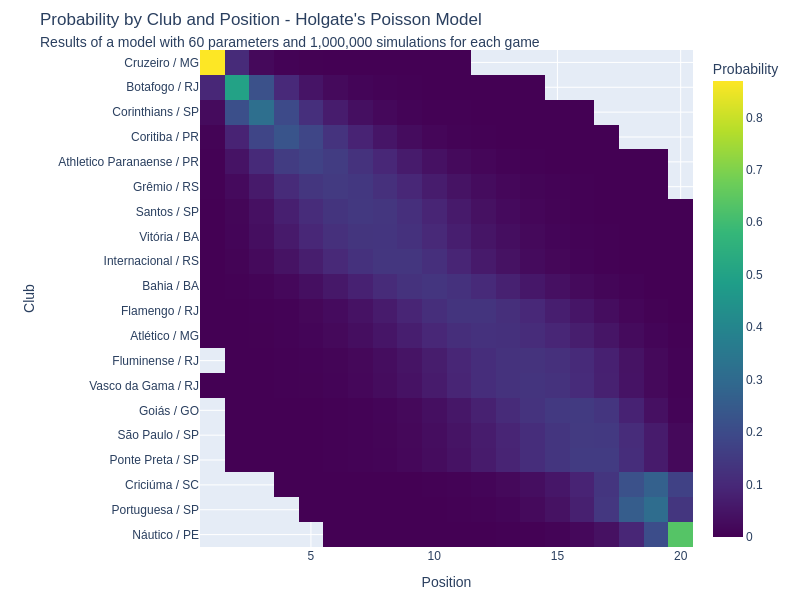 Probability by Club and Position - Holgate's Poisson Model
Results of a model with 60 parameters and 1,000,000 simulations for each game
Probability
Cruzeiro / MG
Botafogo / RJ
Corinthians / SP
Coritiba / PR
Athletico Paranaense / PR
Grêmio / RS
Santos / SP
Vitória / BA
Internacional / RS
Bahia / BA
Flamengo / RJ
Atlético / MG
Fluminense / RJ
Vasco da Gama / RJ
Goiás / GO
São Paulo / SP
Ponte Preta / SP
Criciúma / SC
Portuguesa / SP
Náutico / PE
Club
5
10
15
20
Position
0.8
0.7
0.6
0.5
0.4
0.3
0.2
0.1
0